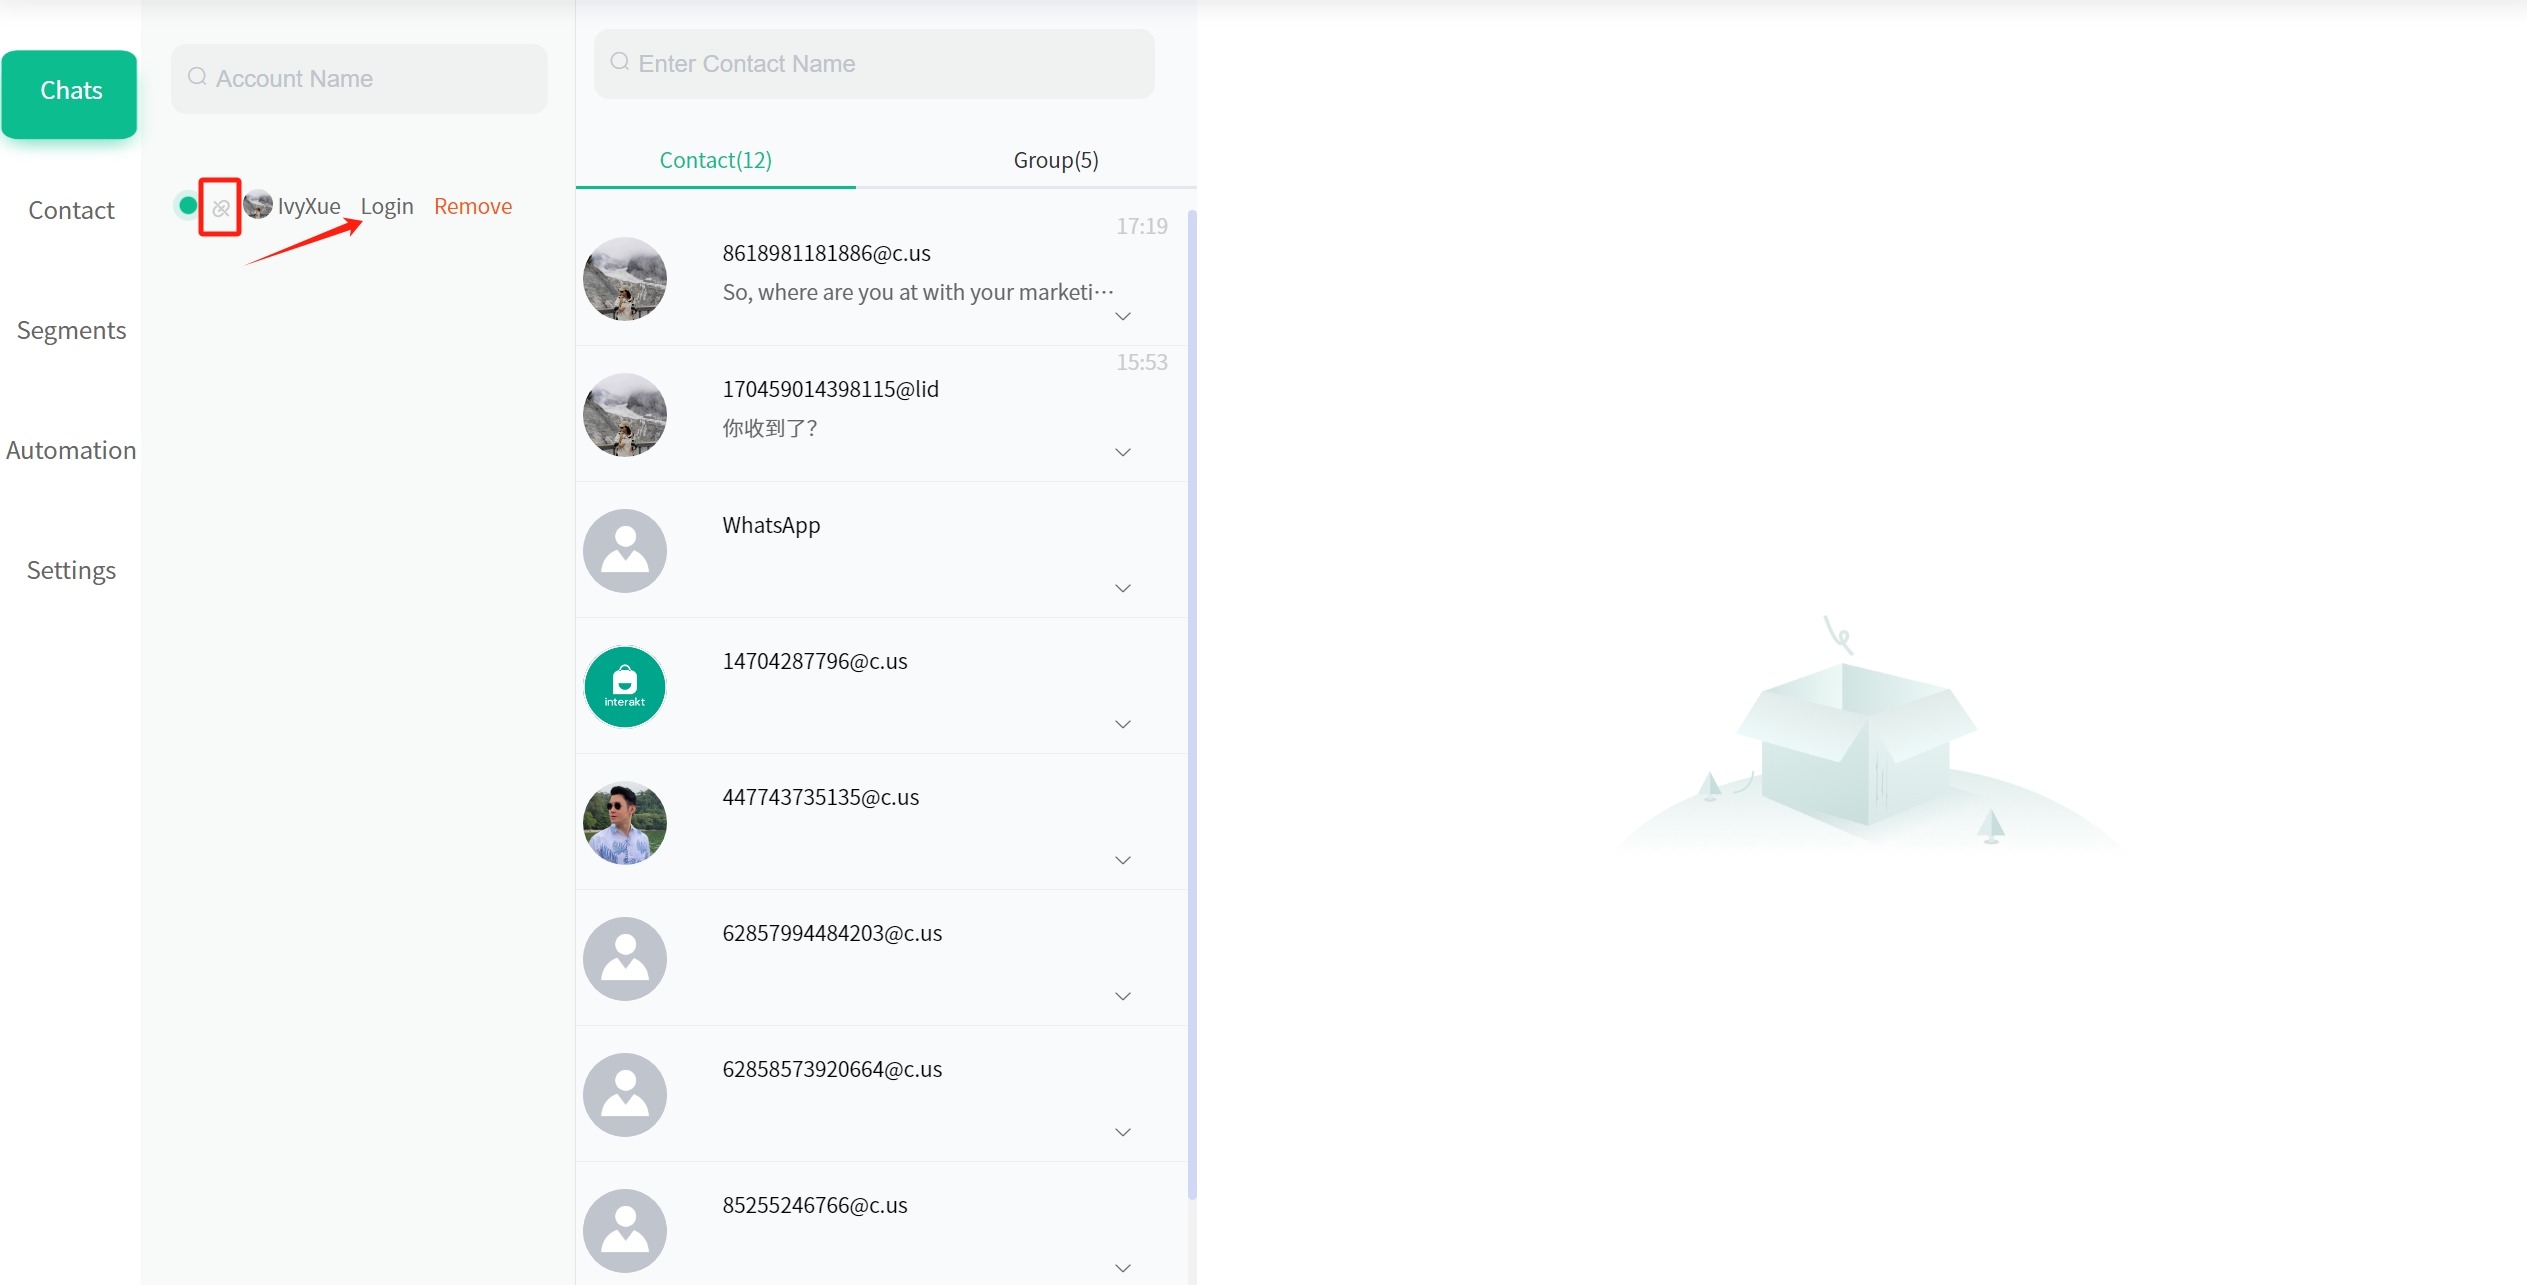 Chats
Contact
Segments
Automation
Settings
Account Name
IvyXue Login Remove
Enter Contact Name
Contact(12) Group(5)
17:19
8618981181886@c.us
So, where are you at with your marketi···
15:53
170459014398115@lid
你收到了?
WhatsApp
14704287796@c.us
interakt
447743735135@c.us
62857994484203@c.us
62858573920664@c.us
85255246766@c.us